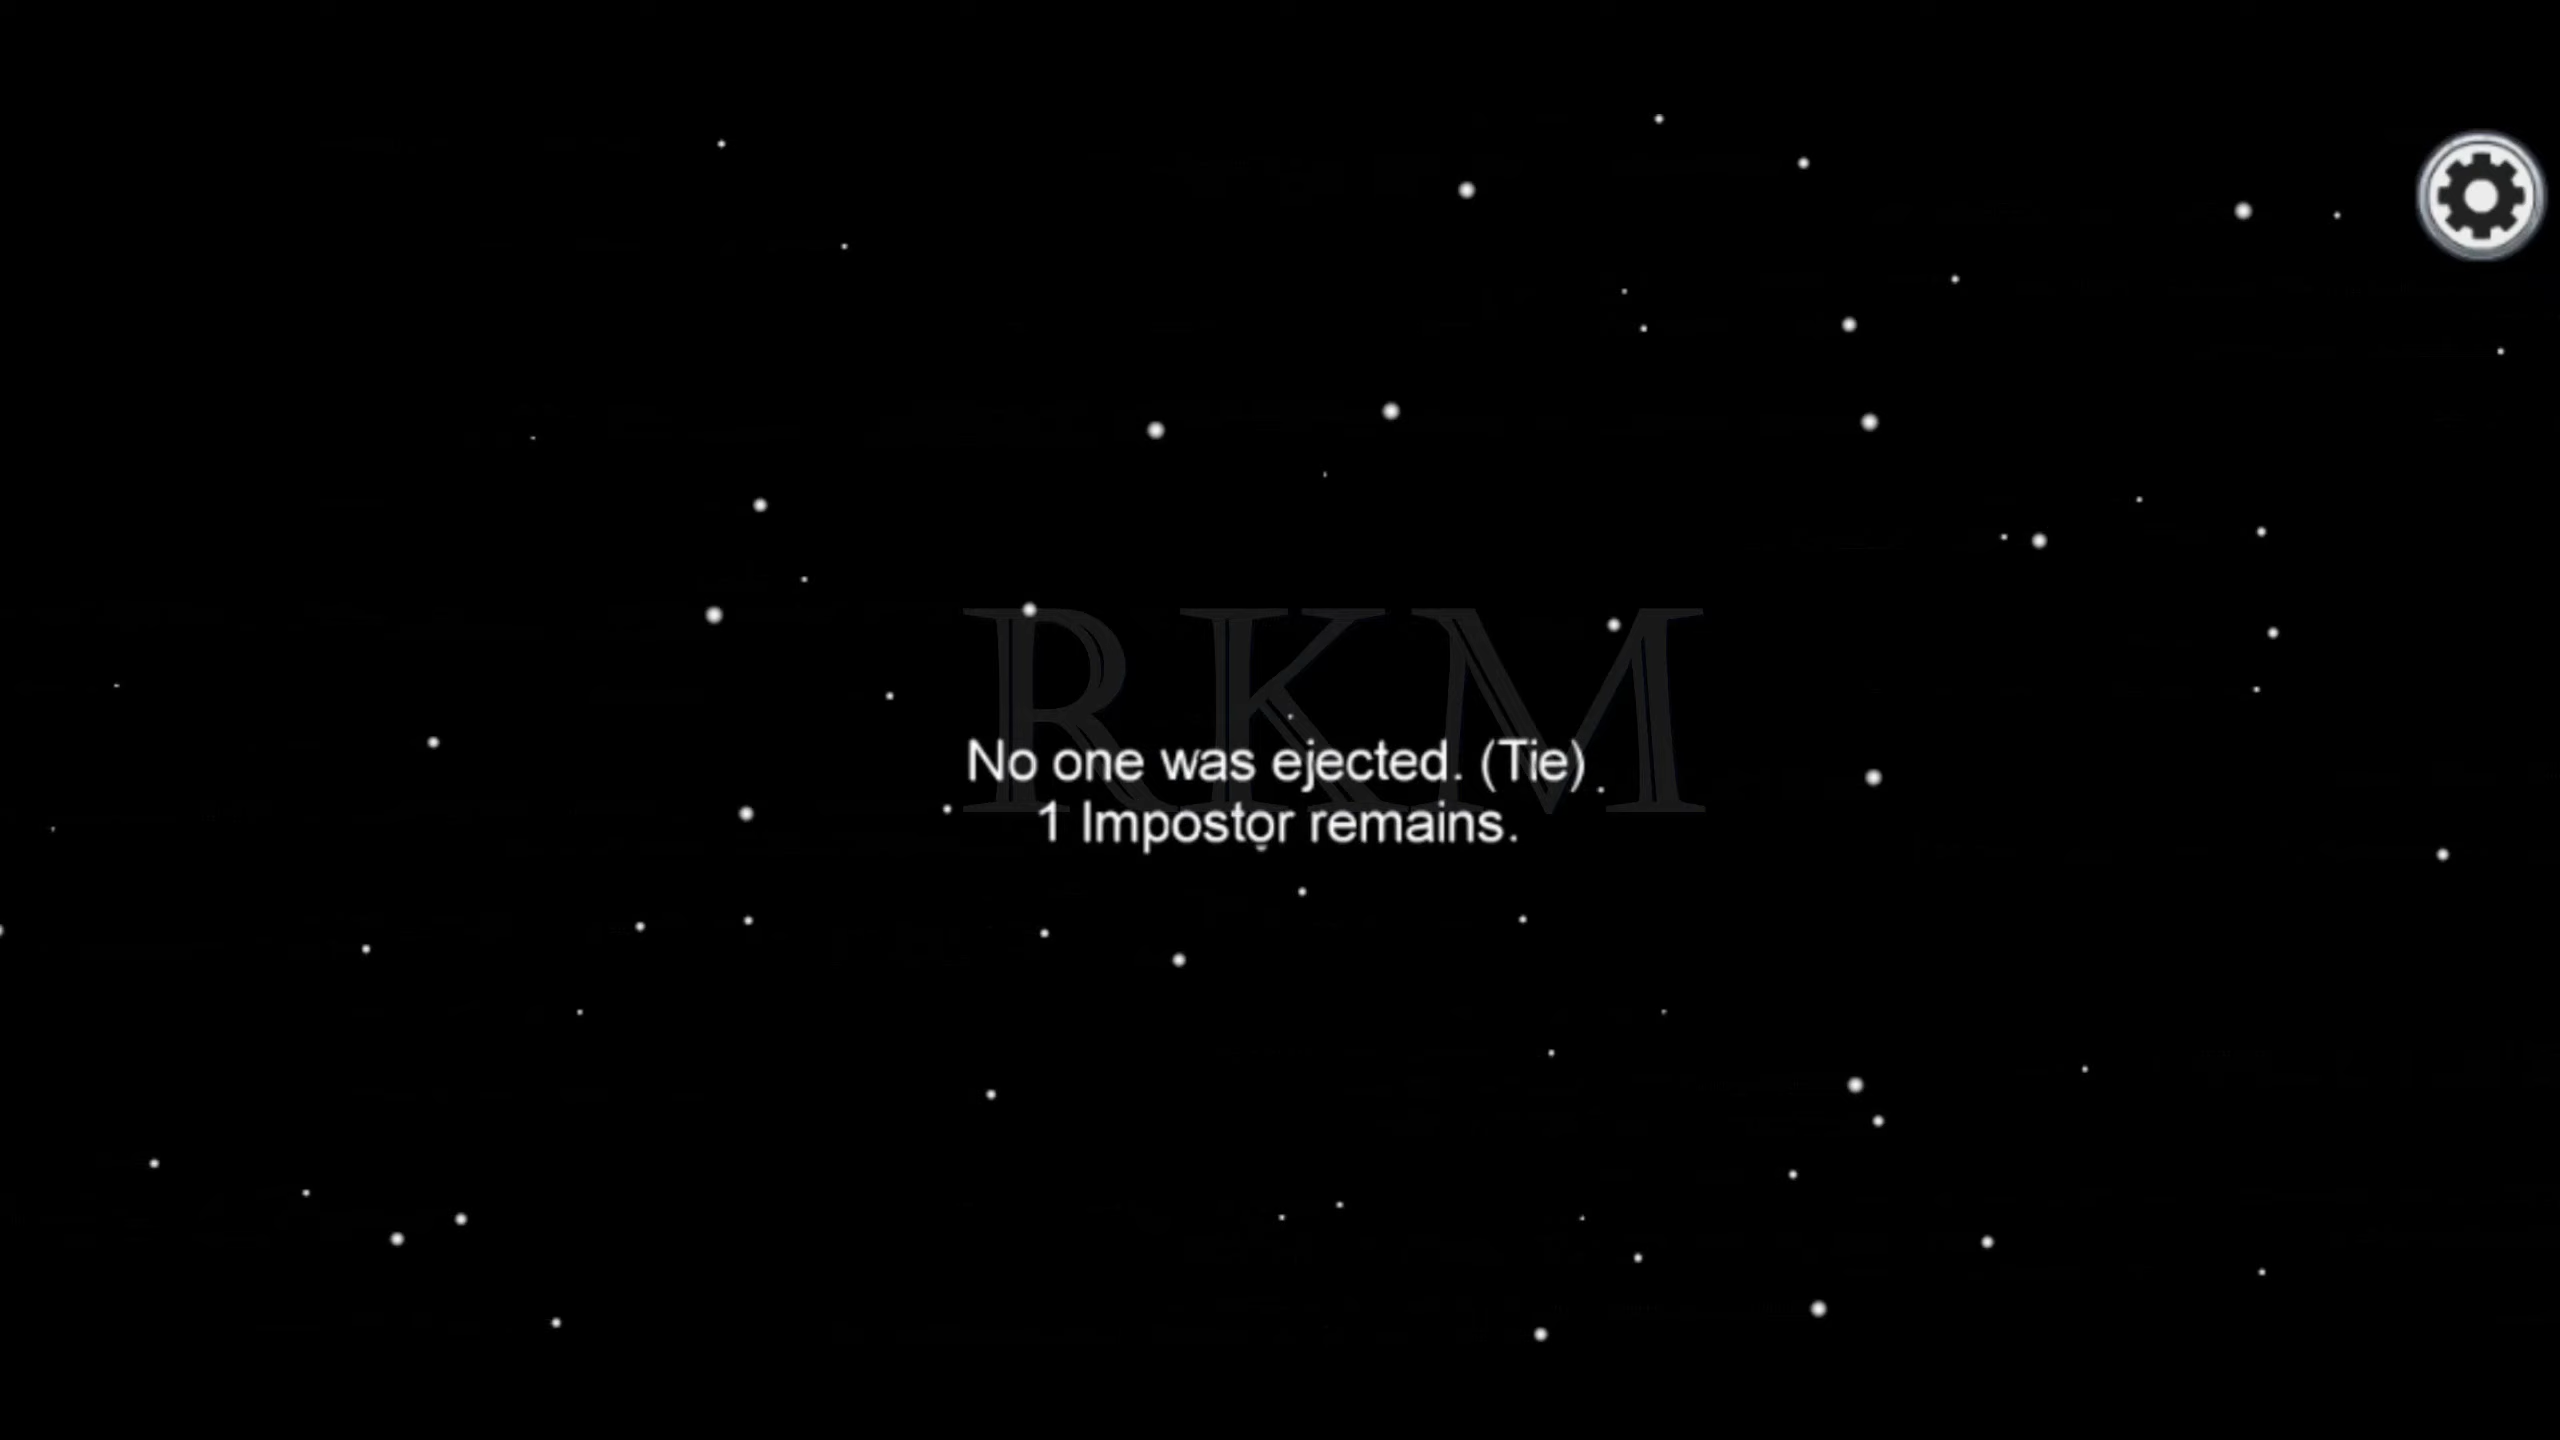 RKM
No one was ejected. (Tie)
1 Impostor remains.